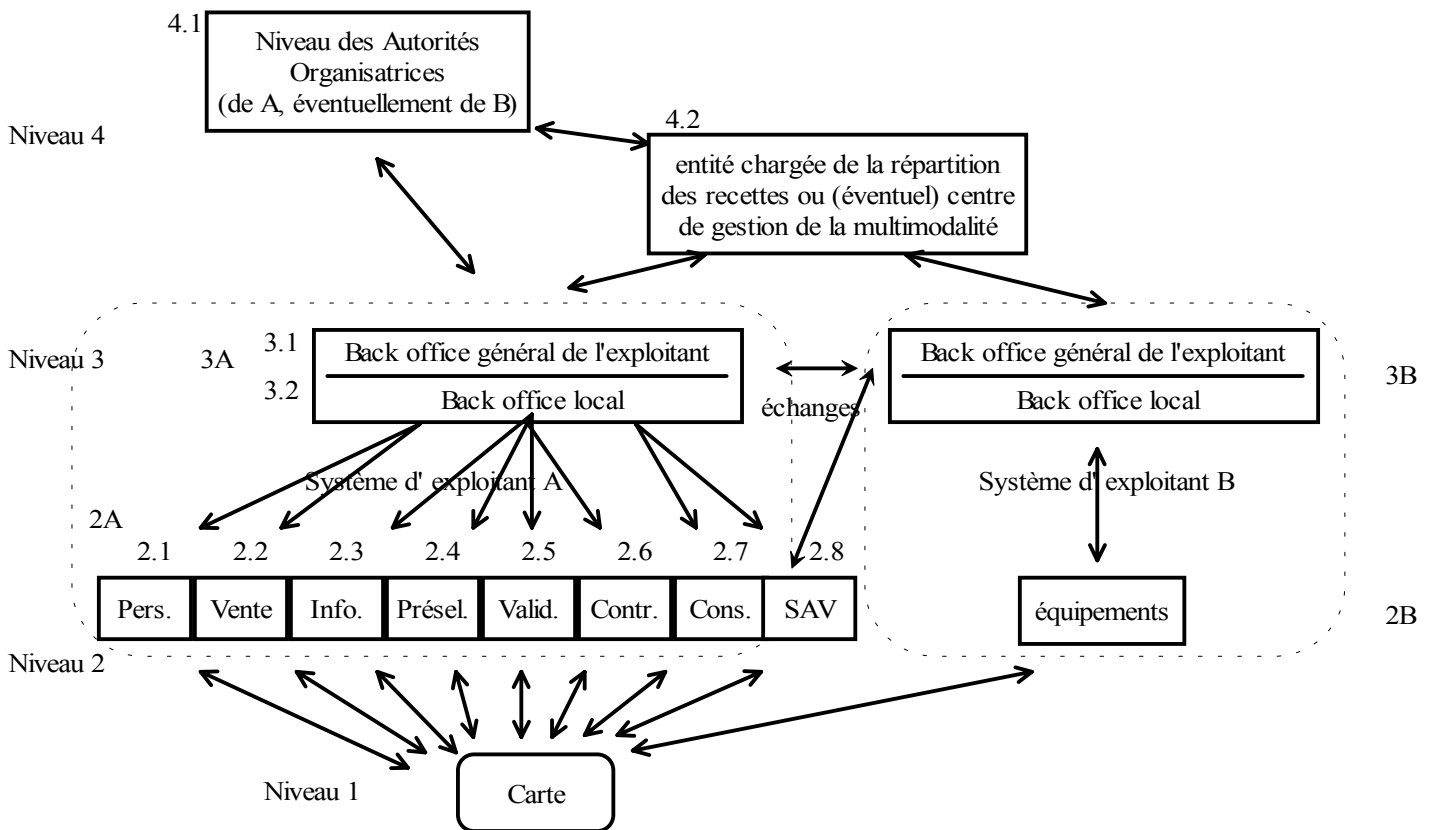 4.1
Niveau des Autorités
Organisatrices
(de A, éventuellement de B)
Niveau 4
4.2
entité chargée de la répartition
des recettes ou (éventuel) centre
de gestion de la multimodalité
Niveau 3
3A
3.1
Back office général de l'exploitant
3.2
Back office local
échanges
Back office général de l'exploitant
Back office local
3B
Système d' exploitant A
Système d' exploitant B
2A
2.1 2.2 2.3 2.4 2.5 2.6 2.7 2.8
Pers. Vente Info. Présel. Valid. Contr. Cons. SAV
équipements
2B
Niveau 2
Niveau 1
Carte